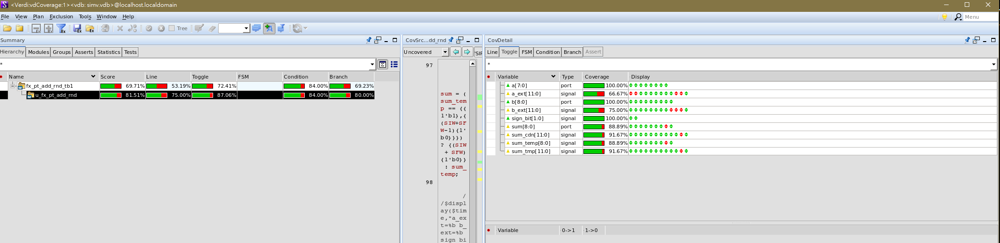 <Verdi:vdCoverage:1><vdb: simv.vdb>@localhost.localdomain
File View Plan Exclusion Tools Window Help
Menu
Tree
Summary
Hierarchy Modules Groups Asserts Statistics Tests
*
Name Score Line Toggle FSM Condition Branch
fx_pt_add_rnd_tb1 69.71% 53.19% 72.41% 84.00% 69.23%
u_fx_pt_add_rnd 81.51% 75.00% 87.06% 84.00% 80.00%
CovSrc...dd_rnd
Uncovered
97
sum = (
sum_tem
p == {{
1'b1},{
(SIW+SF
W-1){1'
b0}}})
? {(SIW
+ SFW)
{1'b0}}
: sum_
temp;
98
/
/$displ
ay($tim
e,"a_ex
t=%b b_
ext=%b
sign bi
CovDetail
Line Toggle FSM Condition Branch Assert
*
Variable Type Coverage Display
a[7:0] port 100.00%
a_ext[11:0] signal 66.67%
b[8:0] port 100.00%
b_ext[11:0] signal 75.00%
sign_bit[1:0] signal 100.00%
sum[8:0] port 88.89%
sum_cdn[11:0] signal 91.67%
sum_temp[8:0] signal 88.89%
sum_tmp[11:0] signal 91.67%
Variable 0->1 1->0